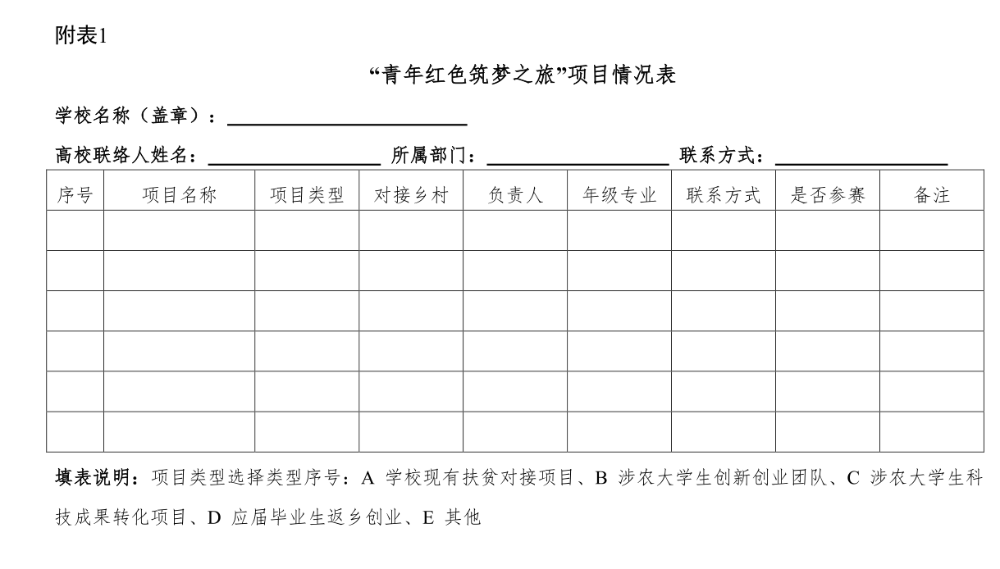 附表1
“青年红色筑梦之旅”项目情况表
学校名称（盖章）：
高校联络人姓名： 所属部门： 联系方式：
序号 项目名称 项目类型 对接乡村 负责人 年级专业 联系方式 是否参赛 备注
填表说明：项目类型选择类型序号：A 学校现有扶贫对接项目、B 涉农大学生创新创业团队、C 涉农大学生科
技成果转化项目、D 应届毕业生返乡创业、E 其他